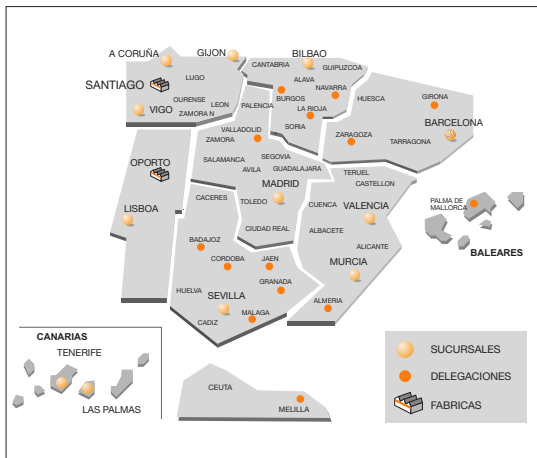 A CORUÑA
GIJON
BILBAO
CANTABRIA
GUIPUZCOA
LUGO
ALAVA
SANTIAGO
NAVARRA
HUESCA
GIRONA
OURENSE
LEON
PALENCIA
BURGOS
VIGO
ZAMORA N
LA RIOJA
BARCELONA
VALLADOLID
SORIA
ZAMORA
ZARAGOZA
TARRAGONA
OPORTO
SALAMANCA
SEGOVIA
AVILA
GUADALAJARA
TERUEL
CASTELLON
MADRID
CACERES
TOLEDO
CUENCA
VALENCIA
PALMA DE
MALLORCA
LISBOA
CIUDAD REAL
ALBACETE
BADAJOZ
ALICANTE
BALEARES
CORDOBA
JAEN
MURCIA
HUELVA
SEVILLA
GRANADA
ALMERIA
CADIZ
MALAGA
CANARIAS
TENERIFE
LAS PALMAS
CEUTA
MELILLA
SUCURSALES
DELEGACIONES
FABRICAS